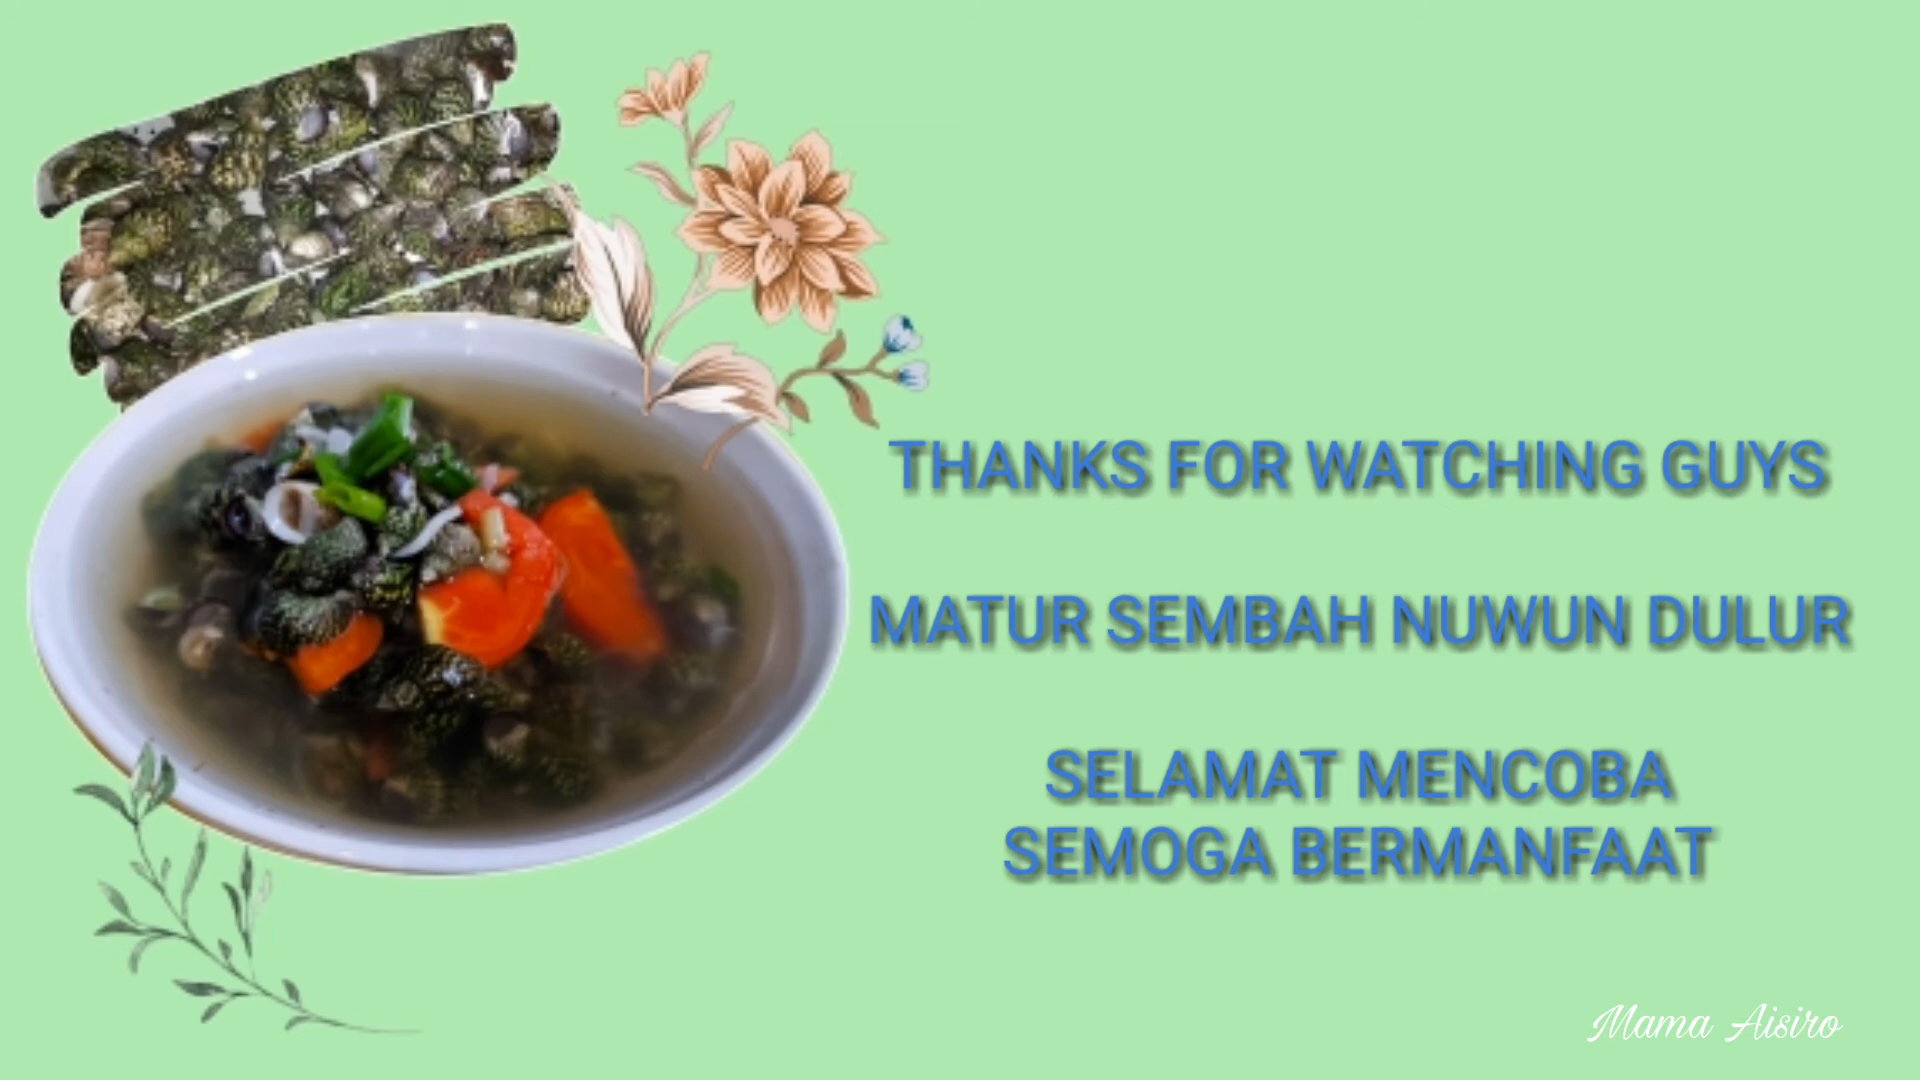 THANKS FOR WATCHING GUYS
MATUR SEMBAH NUWUN DULUR
SELAMAT MENCOBA
SEMOGA BERMANFAAT
Mama Aisiro